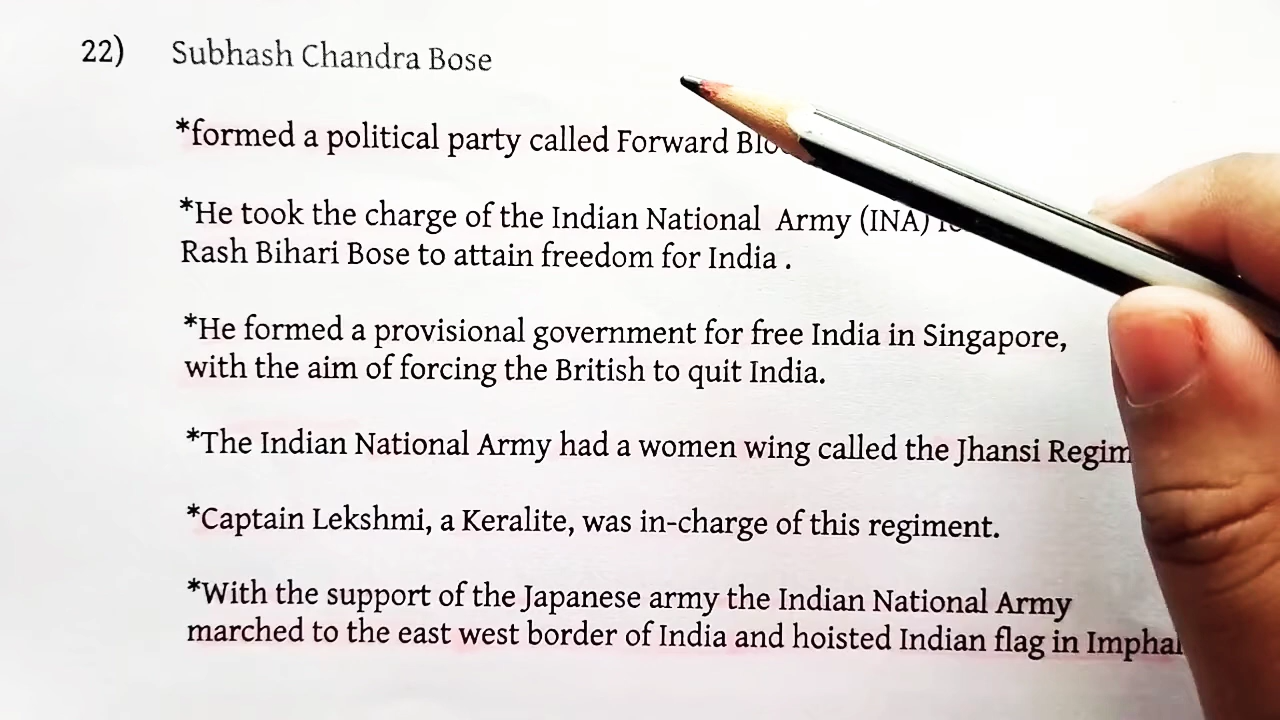 22) Subhash Chandra Bose
*formed a political party called Forward
*He took the charge of the Indian National Army (INA)
Rash Bihari Bose to attain freedom for India .
*He formed a provisional government for free India in Singapore,
with the aim of forcing the British to quit India.
*The Indian National Army had a women wing called the Jhansi
*Captain Lekshmi, a Keralite, was in-charge of this regiment.
*With the support of the Japanese army the Indian National Army
marched to the east west border of India and hoisted Indian flag in Imphal